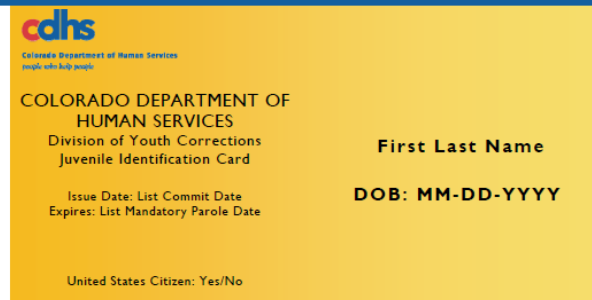 cdhs
Colorado Department of Human Services
people who help people
COLORADO DEPARTMENT OF
HUMAN SERVICES
Division of Youth Corrections
Juvenile Identification Card
Issue Date: List Commit Date
Expires: List Mandatory Parole Date
United States Citizen: Yes/No
First Last Name
DOB: MM-DD-YYYY